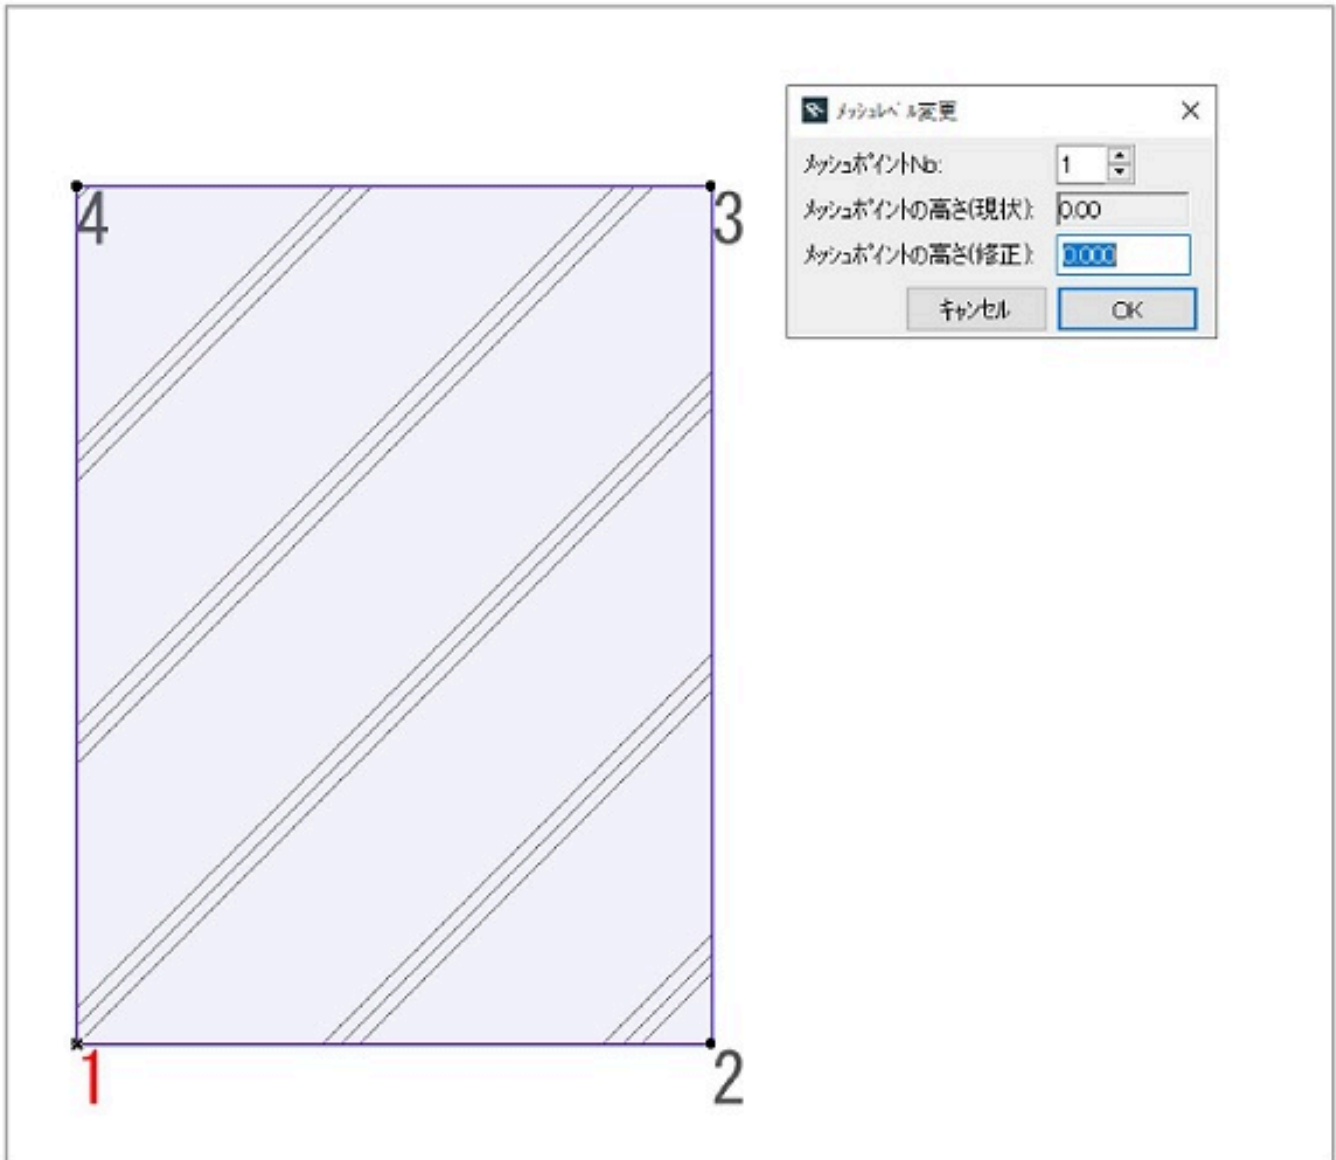 メッシュレベル変更
メッシュポイントNo: 1
メッシュポイントの高さ(現状): 0.00
メッシュポイントの高さ(修正): 0.000
キャンセル OK
4 3
1 2